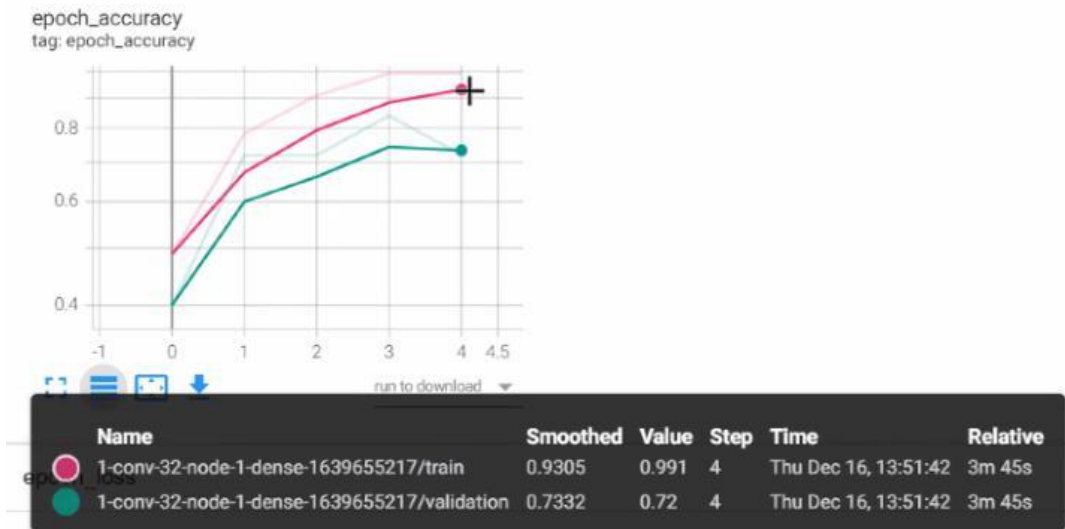 epoch_accuracy
tag: epoch_accuracy
0.8
0.6
0.4
-1 0 1 2 3 4 4.5
run to download
Name Smoothed Value Step Time Relative
1-conv-32-node-1-dense-1639655217/train 0.9305 0.991 4 Thu Dec 16, 13:51:42 3m 45s
epoch_loss
1-conv-32-node-1-dense-1639655217/validation 0.7332 0.72 4 Thu Dec 16, 13:51:42 3m 45s